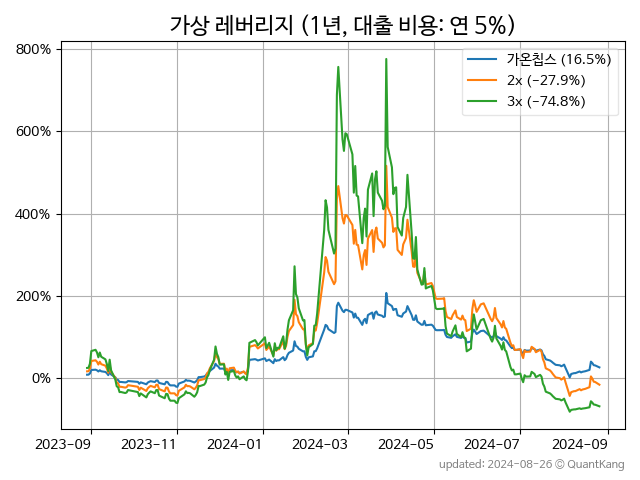 가상 레버리지 (1년, 대출 비용: 연 5%)
800%
600%
400%
200%
0%
가온칩스 (16.5%)
2x (−27.9%)
3x (−74.8%)
2023-09
2023-11
2024-01
2024-03
2024-05
2024-07
2024-09
updated: 2024-08-26 © QuantKang